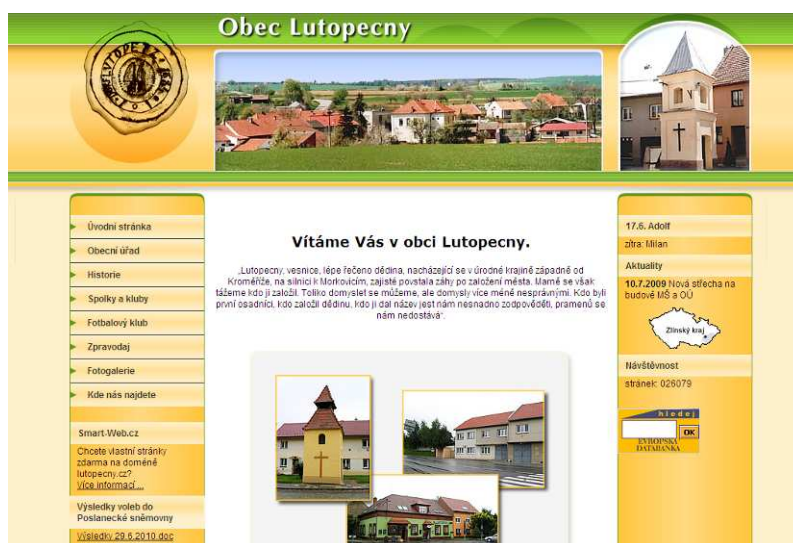 Obec Lutopecny
Úvodní stránka
Obecní úřad
Historie
Spolky a kluby
Fotbalový klub
Zpravodaj
Fotogalerie
Kde nás najdete
Smart-Web.cz
Chcete vlastní stránky
zdarma na doméně
lutopecny.cz?
Více informací ...
Výsledky voleb do
Poslanecké sněmovny
Výsledky 29.6.2010.doc
Vítáme Vás v obci Lutopecny.
„Lutopecny, vesnice, lépe řečeno dědina, nacházející se v úrodné krajině západně od
Kroměříže, na silnici k Morkovicím, zajisté povstala záhy po založení města. Marně se však
tážeme kdo ji založil. Toliko domyslet se můžeme, ale domysly více méně nesprávnými. Kdo byli
první osadníci, kdo založil dědinu, kdo jí dal název jest nám nesnadno zodpověděti, pramenů se
nám nedostává“.
17.6. Adolf
zítra: Milan
Aktuality
10.7.2009 Nová střecha na
budově MŠ a OÚ
Zlínský kraj
Návštěvnost
stránek: 026079
hledej
OK
EVROPSKÁ
DATABANKA